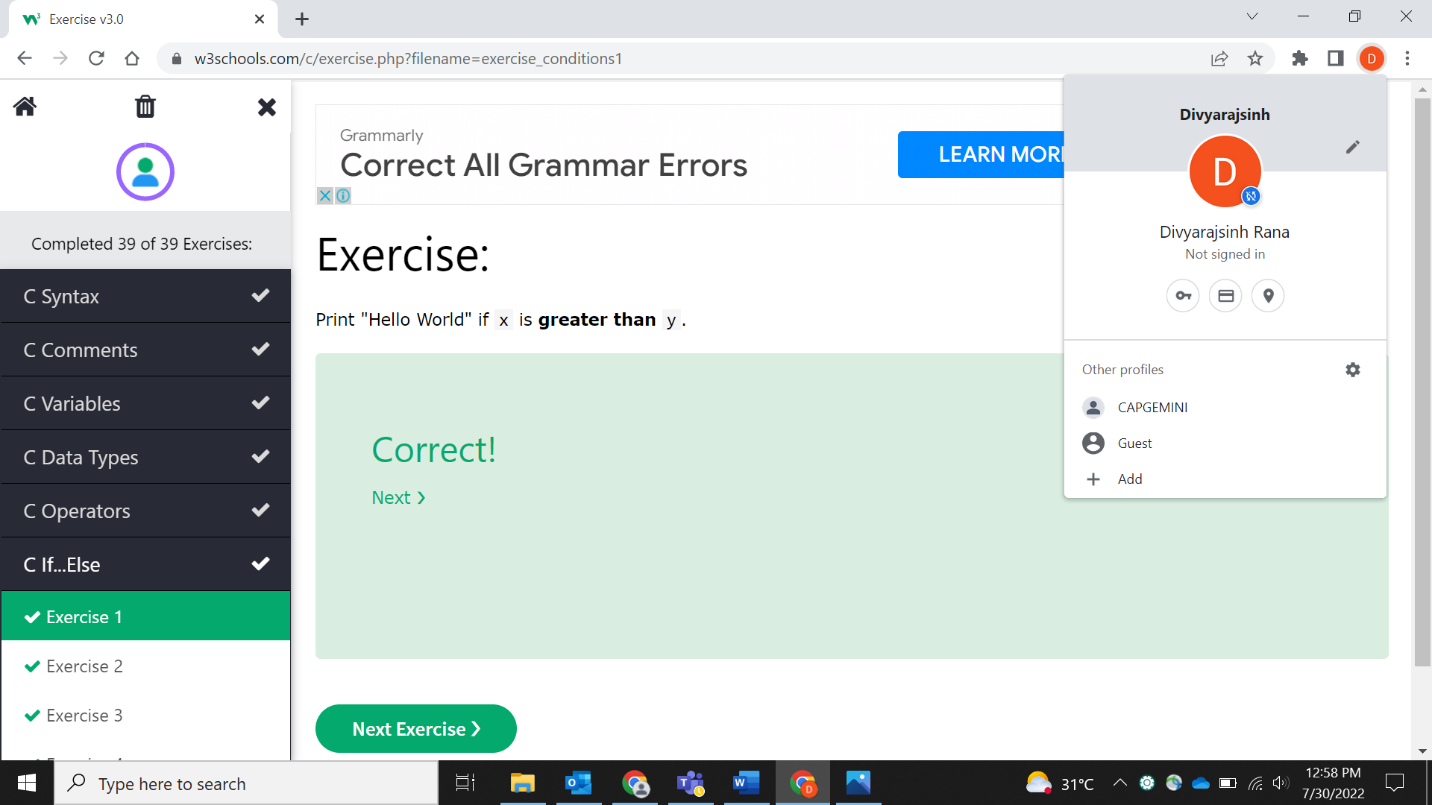 Exercise v3.0
w3schools.com/c/exercise.php?filename=exercise_conditions1
D
Completed 39 of 39 Exercises:
C Syntax
C Comments
C Variables
C Data Types
C Operators
C If...Else
Exercise 1
Exercise 2
Exercise 3
Grammarly
Correct All Grammar Errors
LEARN MOR
Exercise:
Print "Hello World" if x is greater than y.
Correct!
Next ❯
Next Exercise ❯
Divyarajsinh
D
Divyarajsinh Rana
Not signed in
Other profiles
CAPGEMINI
Guest
Add
Type here to search
31°C
12:58 PM
7/30/2022